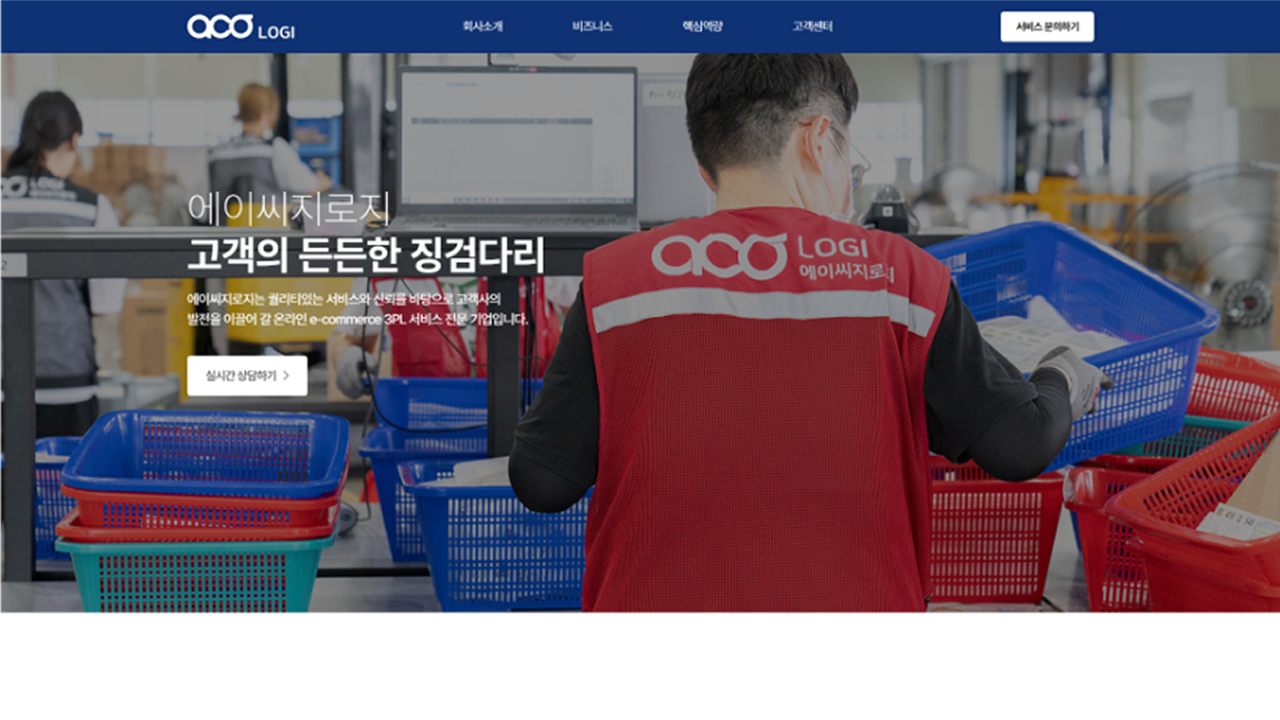 aco LOGI
회사소개
비즈니스
핵심역량
고객센터
서비스 문의하기
에이씨지로지
고객의 든든한 징검다리
에이씨지로지는 퀄리티있는 서비스와 신뢰를 바탕으로 고객사의
발전을 이끌어 갈 온라인 e-commerce 3PL 서비스 전문 기업입니다.
실시간 상담하기 >
aco LOGI
에이씨지로지
2